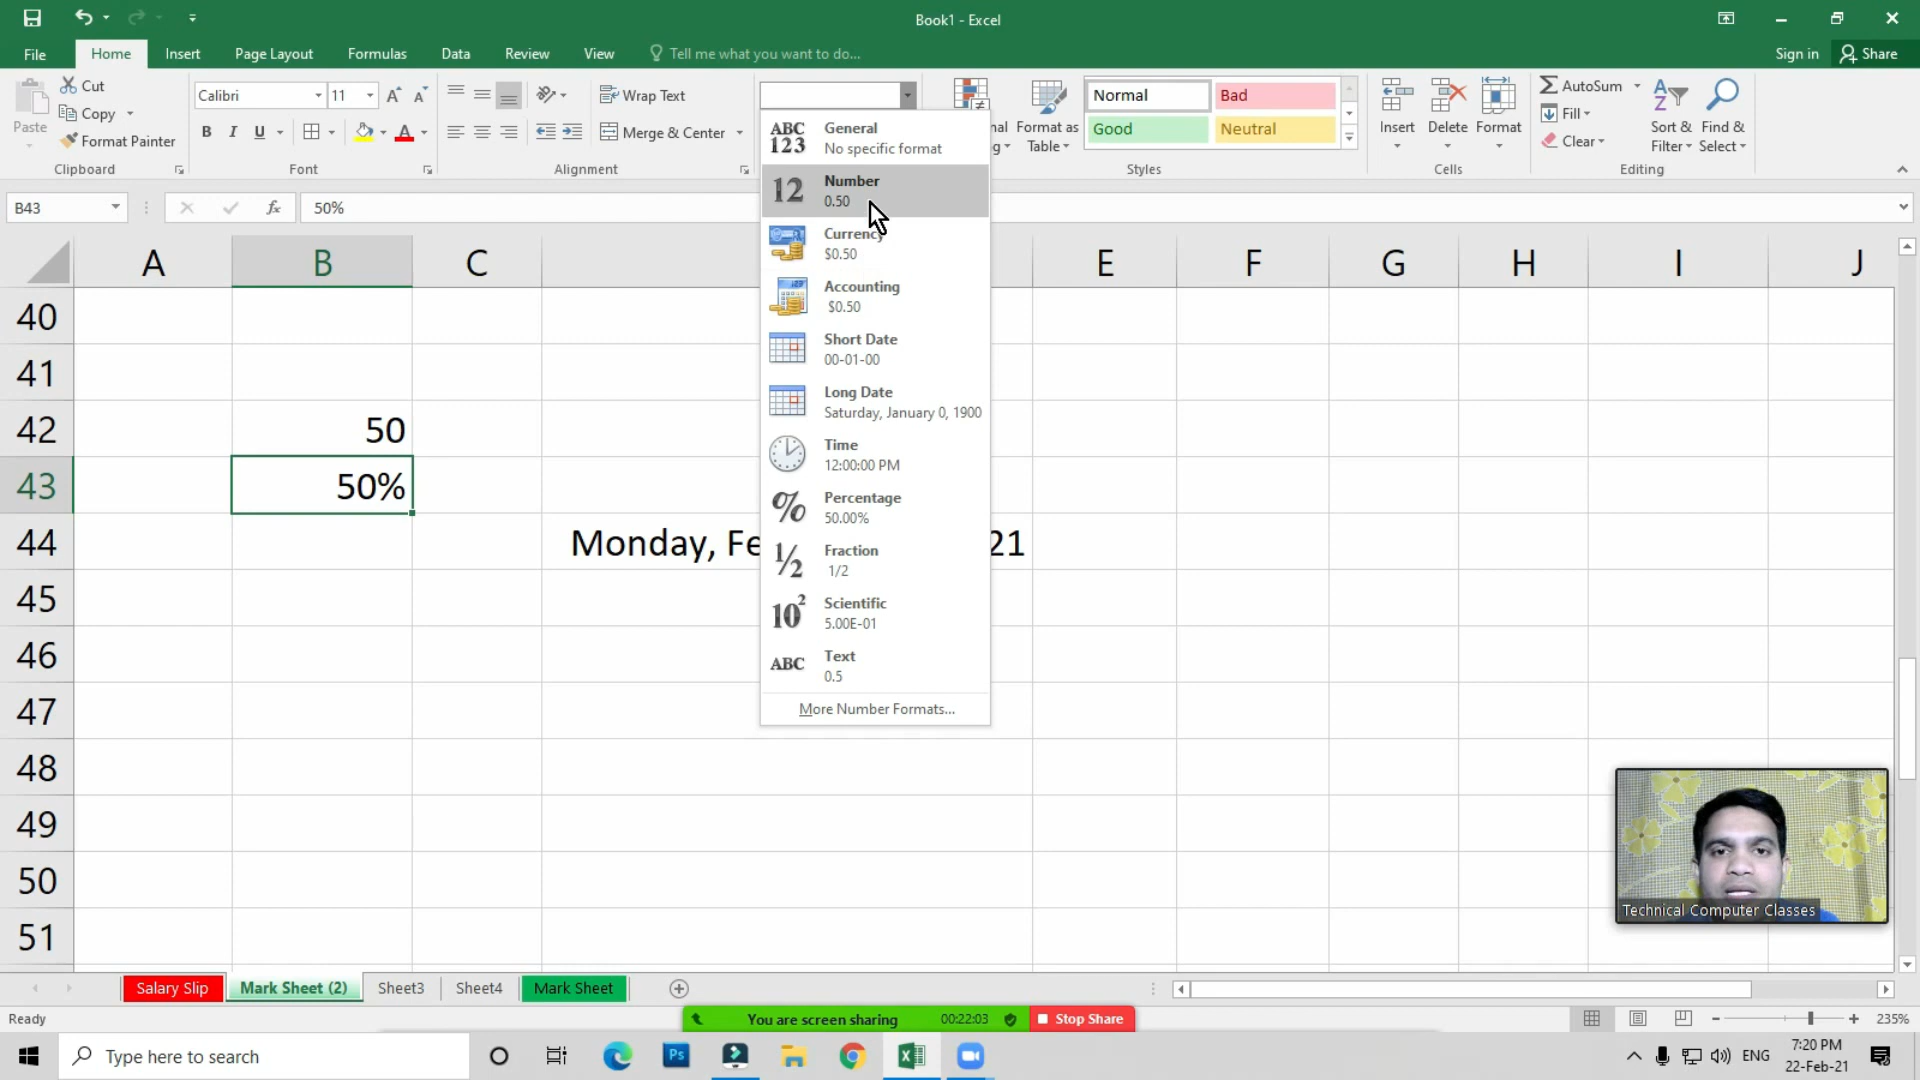 Book1 - Excel
File
Home
Insert
Page Layout
Formulas
Data
Review
View
Tell me what you want to do...
Sign in
Share
Paste
Cut
Copy
Format Painter
Clipboard
Calibri
11
B I U
A
Font
Wrap Text
Merge & Center
Alignment
Format as
Table
Normal
Bad
Good
Neutral
Styles
Insert
Delete
Format
Cells
AutoSum
Fill
Clear
Sort &
Filter
Find &
Select
Editing
B43
fx
50%
ABC
123
General
No specific format
12
Number
0.50
Currency
$0.50
Accounting
$0.50
Short Date
00-01-00
Long Date
Saturday, January 0, 1900
Time
12:00:00 PM
%
Percentage
50.00%
½
Fraction
1/2
10²
Scientific
5.00E-01
ABC
Text
0.5
More Number Formats...
A B C E F G H I J
40
41
42
50
43
50%
44
Monday, Fe
21
45
46
47
48
49
50
51
Technical Computer Classes
Salary Slip
Mark Sheet (2)
Sheet3
Sheet4
Mark Sheet
Ready
You are screen sharing
00:22:03
Stop Share
235%
Type here to search
Ps
ENG
7:20 PM
22-Feb-21